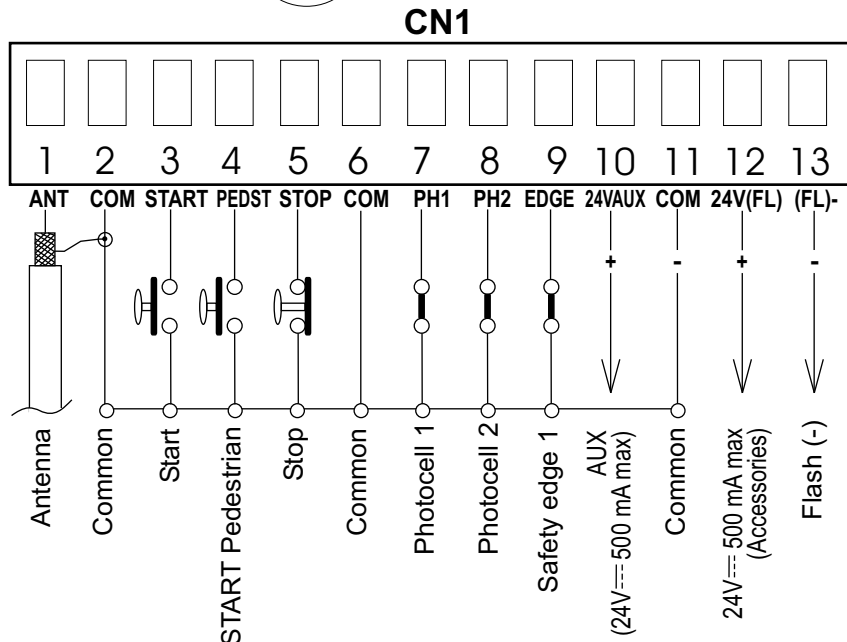 CN1
1 2 3 4 5 6 7 8 9 10 11 12 13
ANT COM START PEDST STOP COM PH1 PH2 EDGE 24VAUX COM 24V(FL) (FL)-
+ - + -
Antenna
Common
Start
START Pedestrian
Stop
Common
Photocell 1
Photocell 2
Safety edge 1
AUX
(24V⎓ 500 mA max)
Common
24V⎓ 500 mA max
(Accessories)
Flash (-)